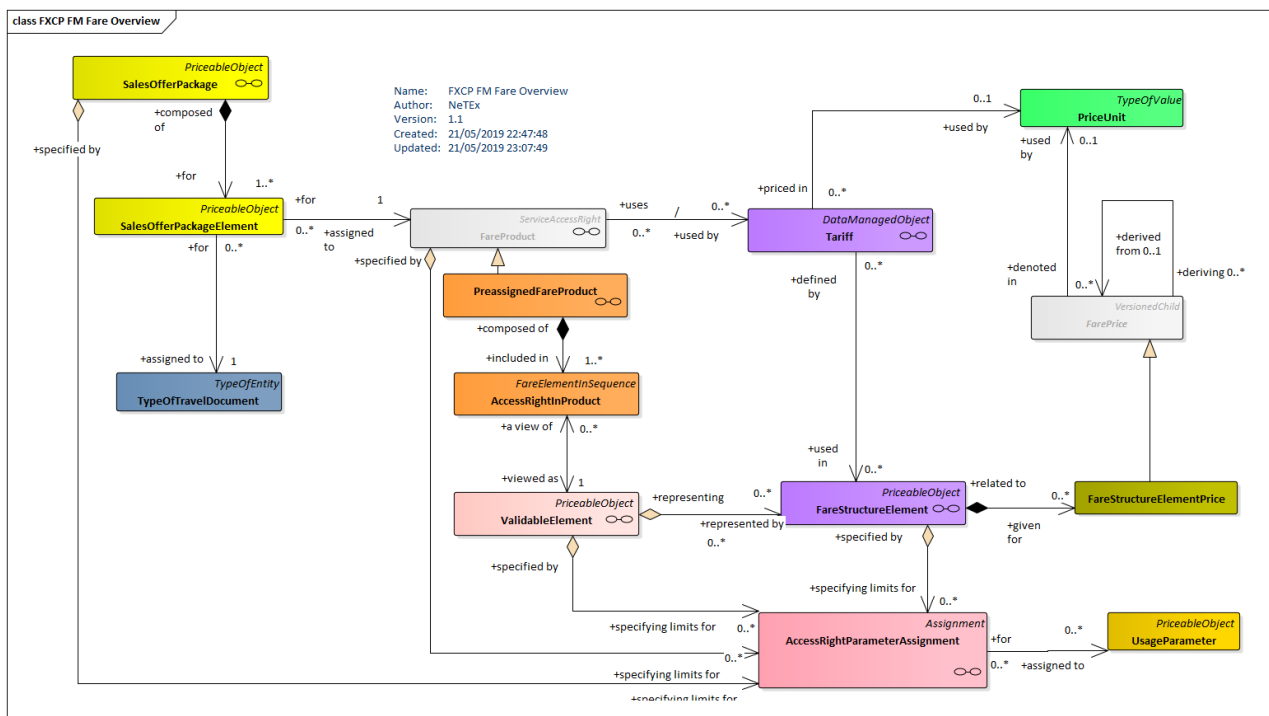 class FXCP FM Fare Overview
PriceableObject
SalesOfferPackage
Name: FXCP FM Fare Overview
Author: NeTEx
Version: 1.1
Created: 21/05/2019 22:47:48
Updated: 21/05/2019 23:07:49
+composed
of
+specified by
+for
1..*
PriceableObject
SalesOfferPackageElement
+for
0..*
+assigned
to
1
+for
0..*
+assigned to
1
TypeOfEntity
TypeOfTravelDocument
ServiceAccessRight
FareProduct
+specified by
+uses
0..*
/
0..*
+used by
PreassignedFareProduct
+composed of
+included in
1..*
FareElementInSequence
AccessRightInProduct
+a view of
0..*
+viewed as
1
PriceableObject
ValidableElement
+representing
0..*
+represented by
0..*
+specified by
+specifying limits for
0..*
0..*
+specifying limits for
+specifying limits for
0..1
+used by
+priced in
0..*
TypeOfValue
PriceUnit
+used
by
0..1
DataManagedObject
Tariff
0..*
+defined
by
+used
in
0..*
+derived
from 0..1
+deriving 0..*
+denoted
in
0..*
VersionedChild
FarePrice
PriceableObject
FareStructureElement
+related to
0..*
+given
for
FareStructureElementPrice
+specified by
+specifying limits for
0..*
Assignment
AccessRightParameterAssignment
+for
0..*
0..*
+assigned to
PriceableObject
UsageParameter